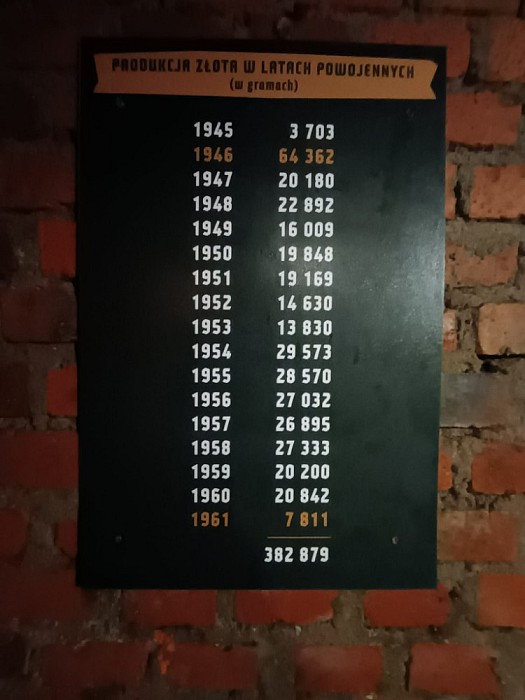 PRODUKCJA ZŁOTA W LATACH POWOJENNYCH
(w gramach)
1945 3 703
1946 64 362
1947 20 180
1948 22 892
1949 16 009
1950 19 848
1951 19 169
1952 14 630
1953 13 830
1954 29 573
1955 28 570
1956 27 032
1957 26 895
1958 27 333
1959 20 200
1960 20 842
1961 7 811
382 879